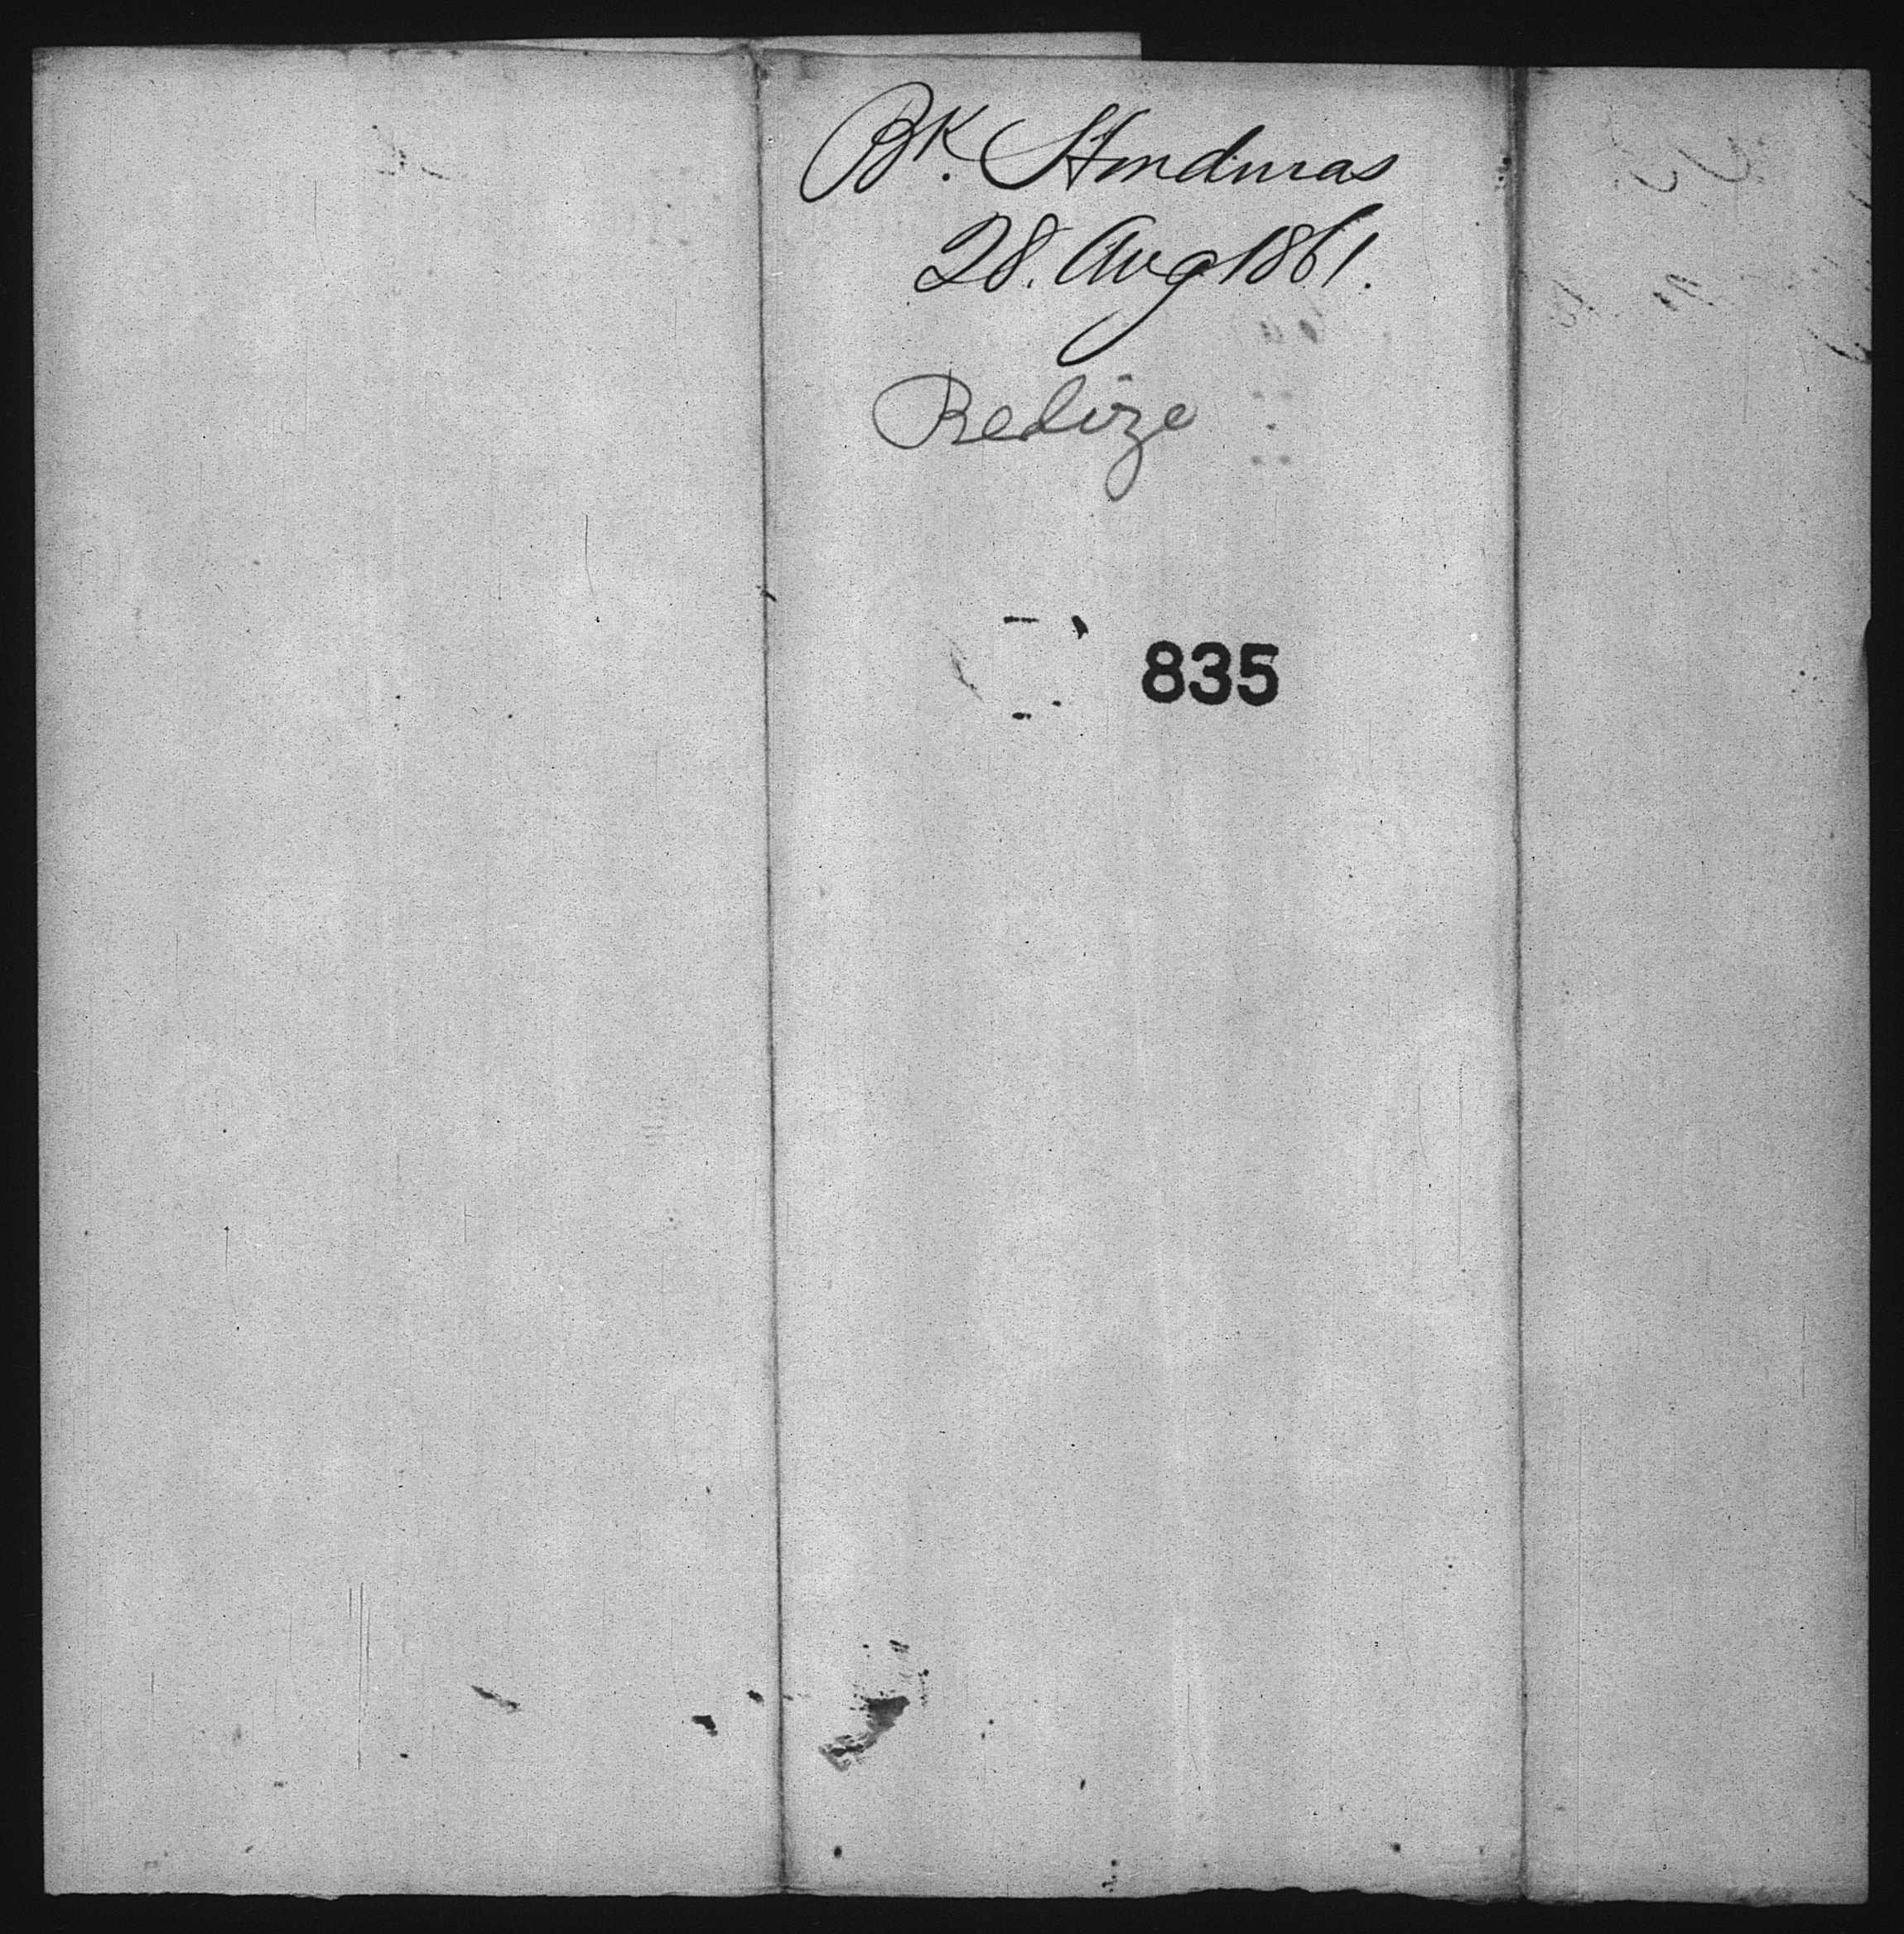 Bk. Honduras
28. Aug 1861.
Belize
835